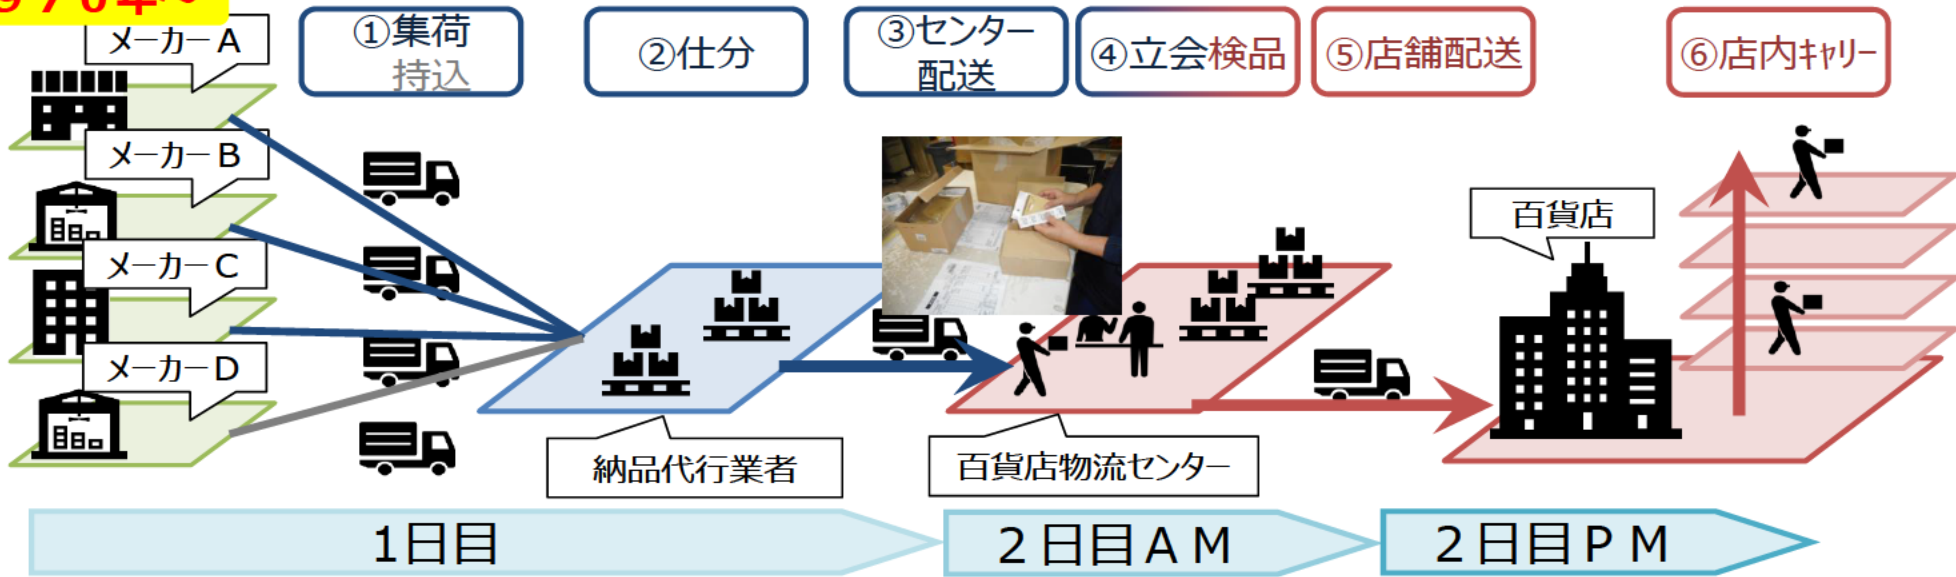 ９７０年～
メーカーA
①集荷
持込
②仕分
③センター
配送
④立会検品
⑤店舗配送
⑥店内ｷｬﾘｰ
メーカーB
メーカーC
メーカーD
百貨店
納品代行業者
百貨店物流センター
1日目
２日目ＡＭ
２日目ＰＭ